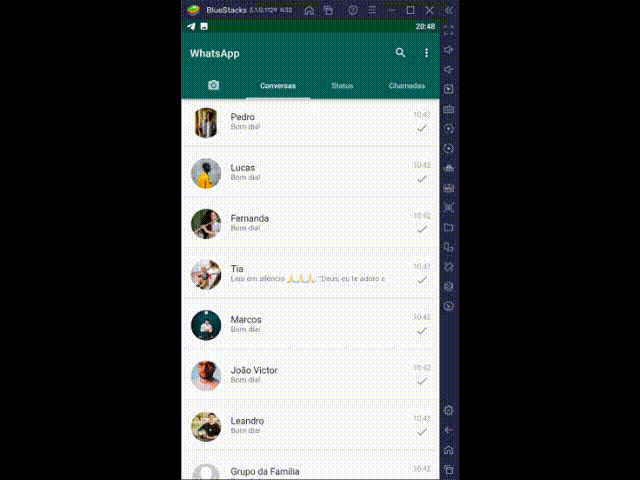 BlueStacks 5.1.0.1129 N32
20:48
WhatsApp
Conversas Status Chamadas
Pedro 10:42
Bom dia!
Lucas 10:42
Bom dia!
Fernanda 10:42
Bom dia!
Tia 10:42
Leia em silêncio 🙏🙏🙏 "Deus, eu te adoro e
Marcos 10:42
Bom dia!
João Victor 10:42
Bom dia!
Leandro 10:42
Bom dia!
Grupo da Família 10:42